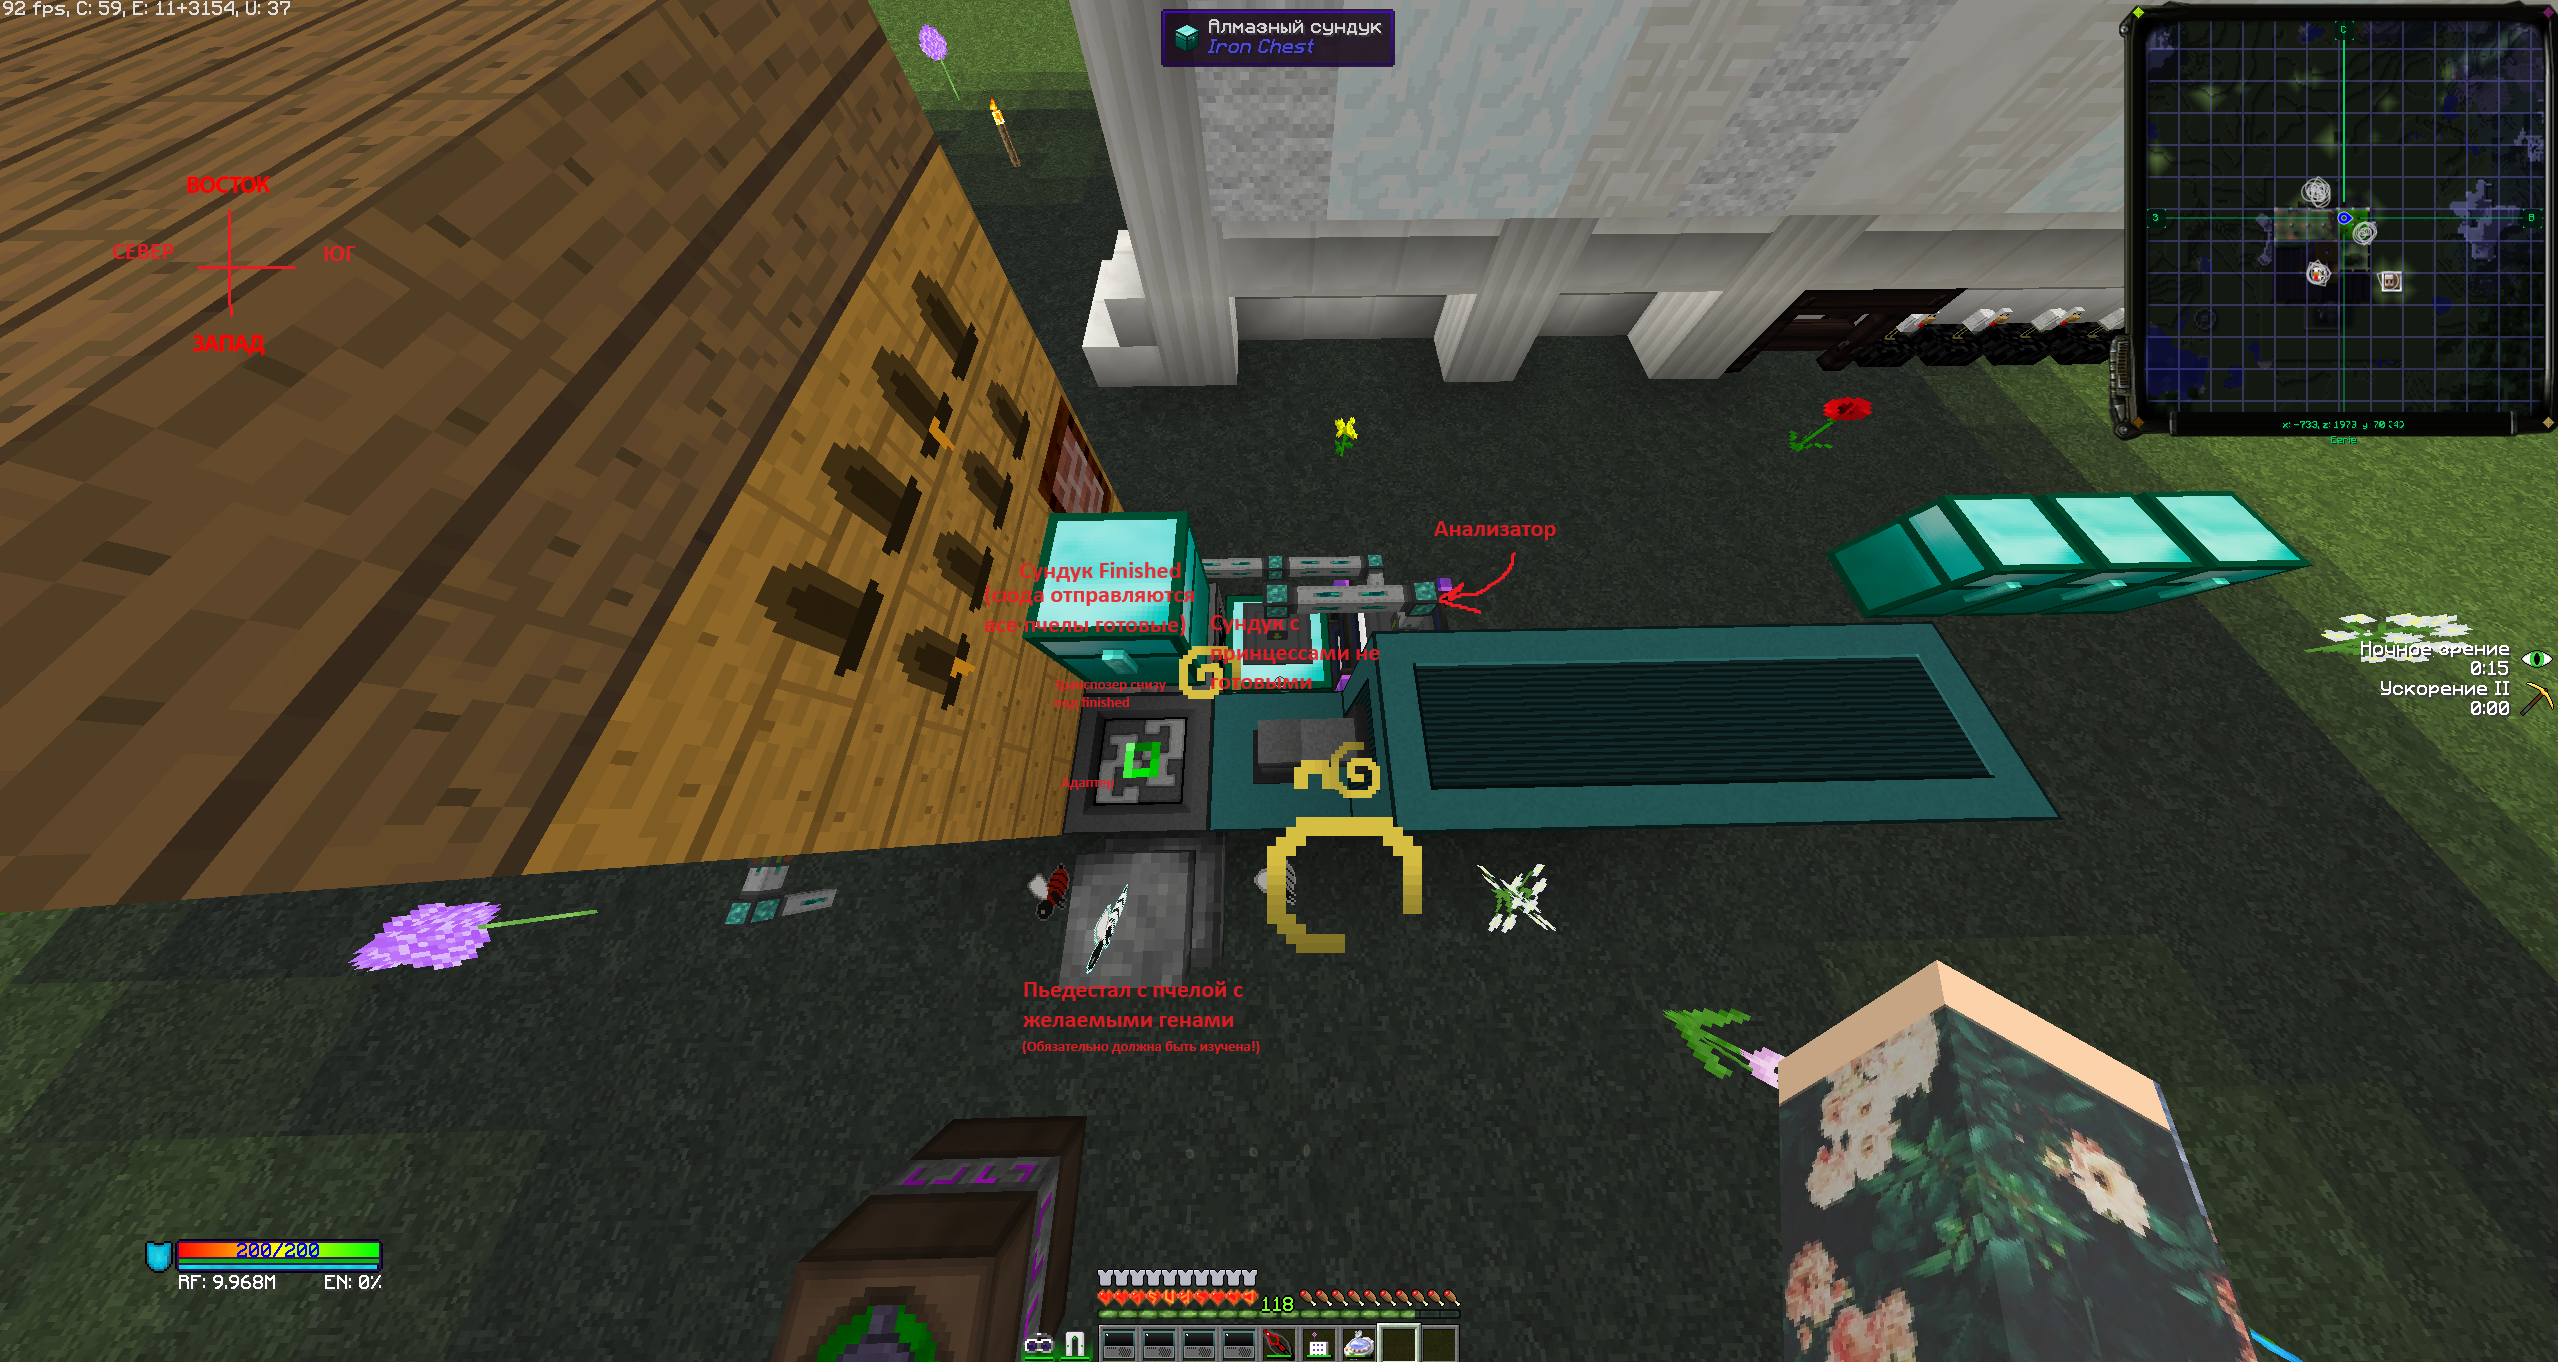 92 fps, C: 59, E: 11+3154, U: 37
Алмазный сундук
Iron Chest
С
З
В
x: -733, z: 1973 y: 70 (4)
Eerie
ВОСТОК
СЕВЕР
ЮГ
ЗАПАД
Анализатор
Сундук Finished
(сюда отправляются
все пчелы готовые)
Сундук с
принцессами не
готовыми
Транспозер снизу
под finished
Адаптер
Ночное зрение
0:15
Ускорение II
0:00
Пьедестал с пчелой с
желаемыми генами
(Обязательно должна быть изучена!)
200/200
RF: 9.968M
EN: 0%
118